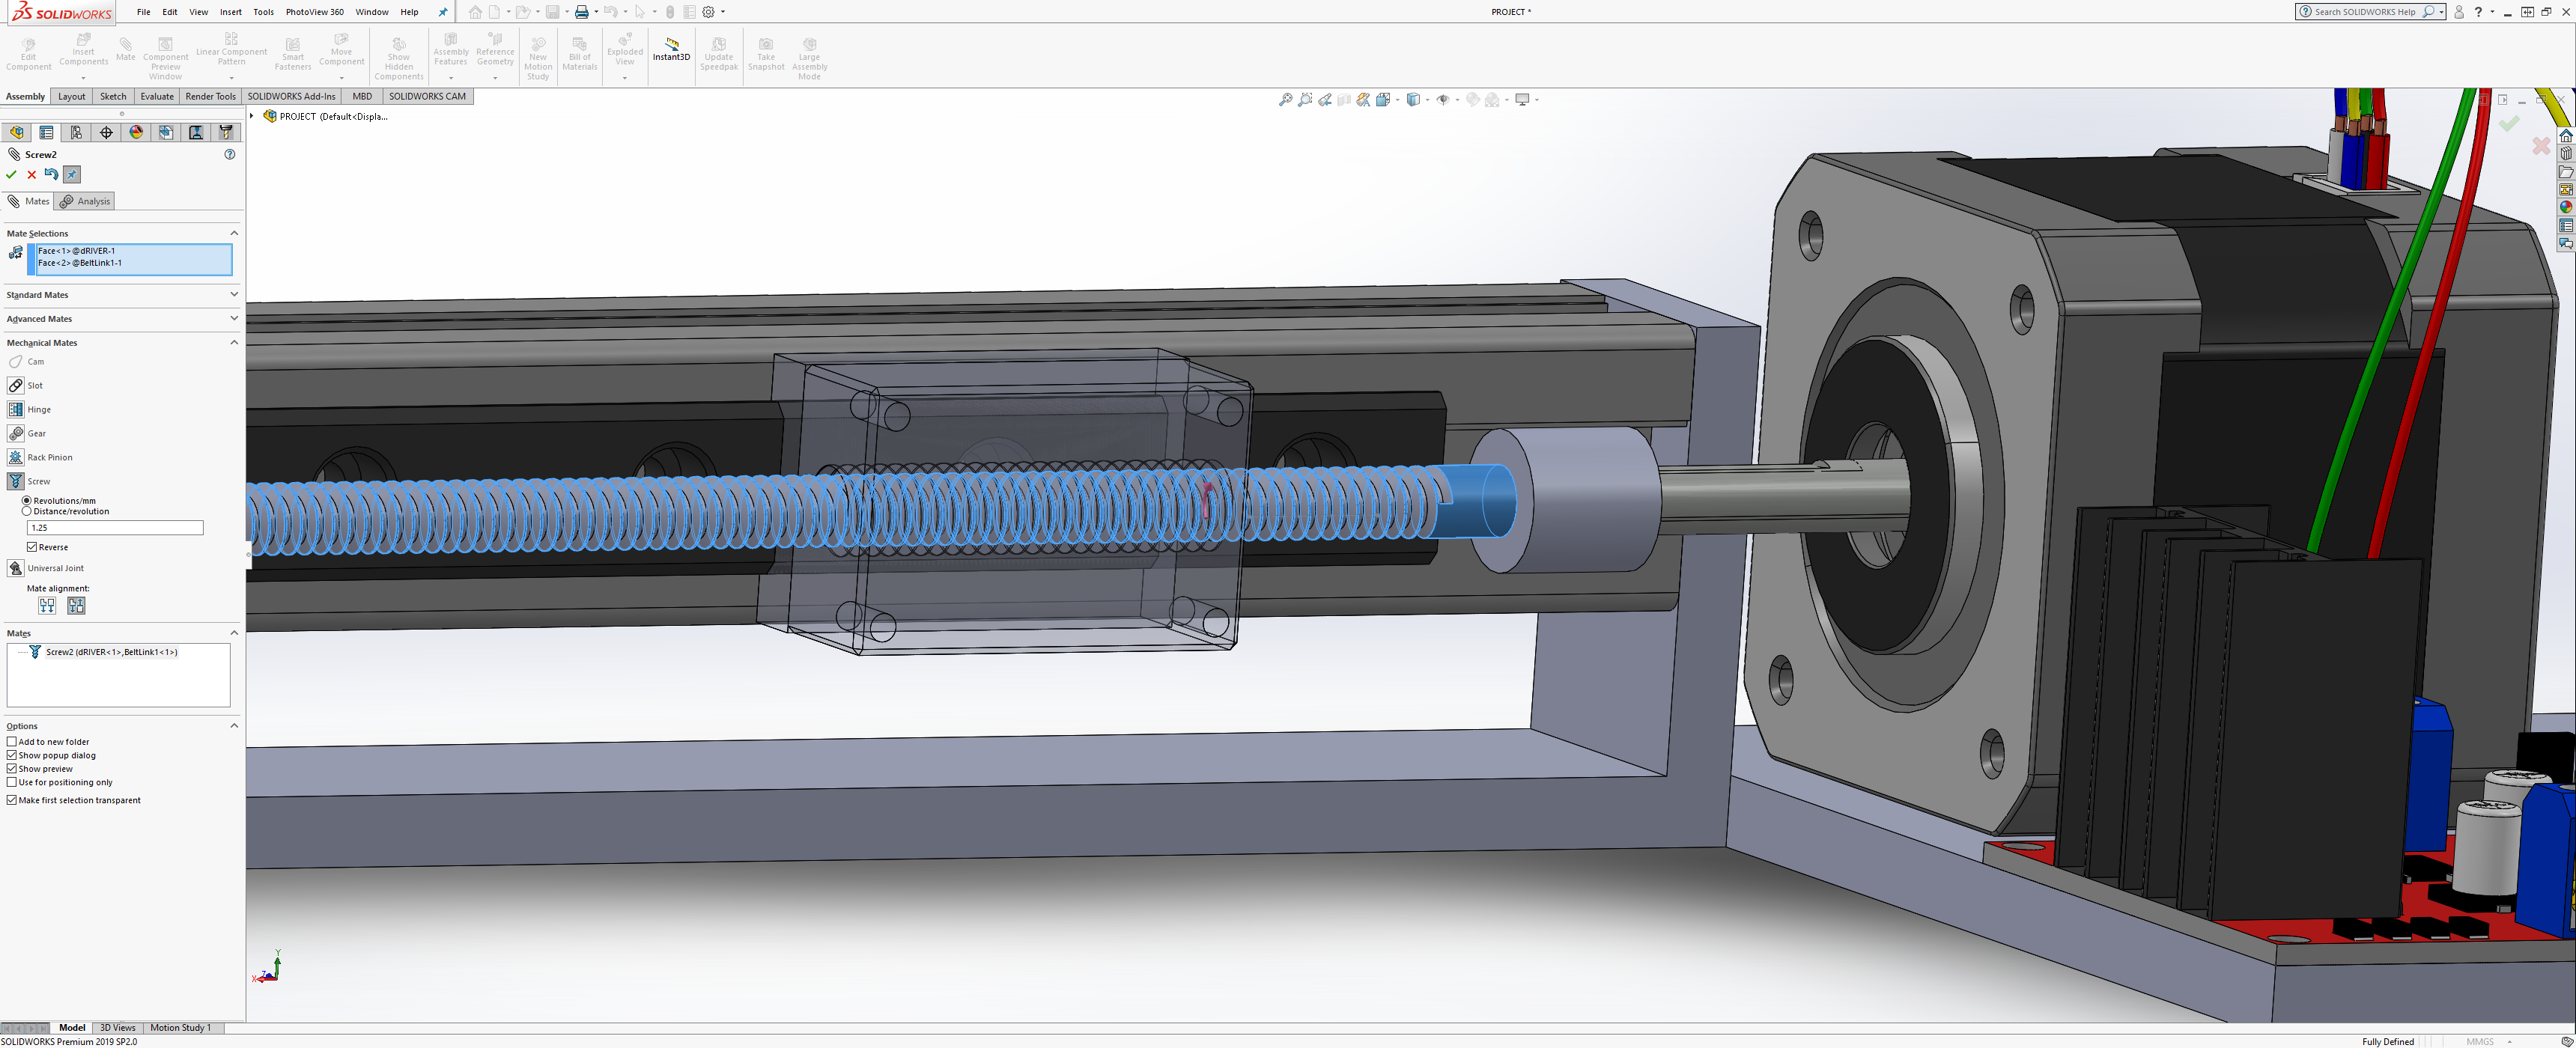 SOLIDWORKS File Edit View Insert Tools PhotoView 360 Window Help PROJECT * Search SOLIDWORKS Help
Edit Component
Insert Components
Mate
Component Preview Window
Linear Component Pattern
Smart Fasteners
Move Component
Show Hidden Components
Assembly Features
Reference Geometry
New Motion Study
Bill of Materials
Exploded View
Instant3D
Update Speedpak
Take Snapshot
Large Assembly Mode
Assembly Layout Sketch Evaluate Render Tools SOLIDWORKS Add-Ins MBD SOLIDWORKS CAM
PROJECT (Default<Displa...
Screw2
Mates Analysis
Mate Selections
Face<1>@dRIVER-1
Face<2>@BeltLink1-1
Standard Mates
Advanced Mates
Mechanical Mates
Cam
Slot
Hinge
Gear
Rack Pinion
Screw
Revolutions/mm
Distance/revolution
1.25
Reverse
Universal Joint
Mate alignment:
Mates
Screw2 (dRIVER<1>,BeltLink1<1>)
Options
Add to new folder
Show popup dialog
Show preview
Use for positioning only
Make first selection transparent
Y
X Z
Model 3D Views Motion Study 1
SOLIDWORKS Premium 2019 SP2.0 Fully Defined MMGS